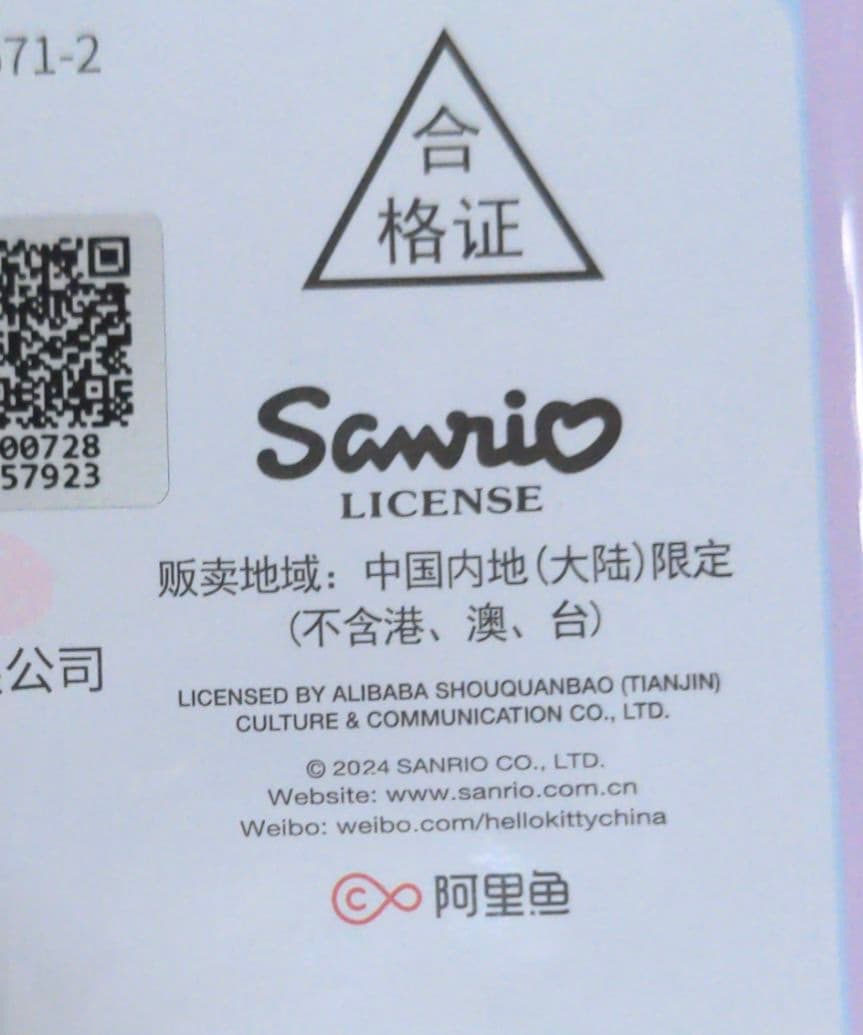 71-2
合
格证
00728
57923
Sanrio
LICENSE
贩卖地域：中国内地(大陆)限定
(不含港、澳、台)
公司
LICENSED BY ALIBABA SHOUQUANBAO (TIANJIN)
CULTURE & COMMUNICATION CO., LTD.
© 2024 SANRIO CO., LTD.
Website: www.sanrio.com.cn
Weibo: weibo.com/hellokittychina
阿里鱼